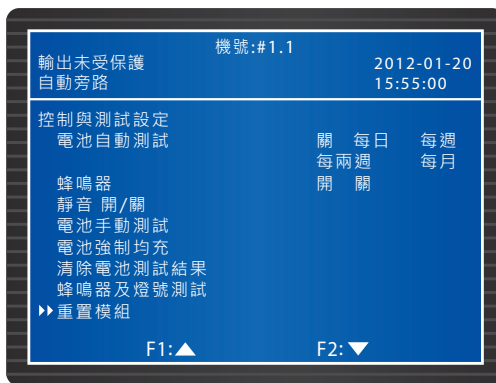 機號:#1.1
輸出未受保護 2012-01-20
自動旁路 15:55:00
控制與測試設定
電池自動測試 關 每日 每週
每兩週 每月
蜂鳴器 開 關
靜音 開/關
電池手動測試
電池強制均充
清除電池測試結果
蜂鳴器及燈號測試
重置模組
F1: F2: